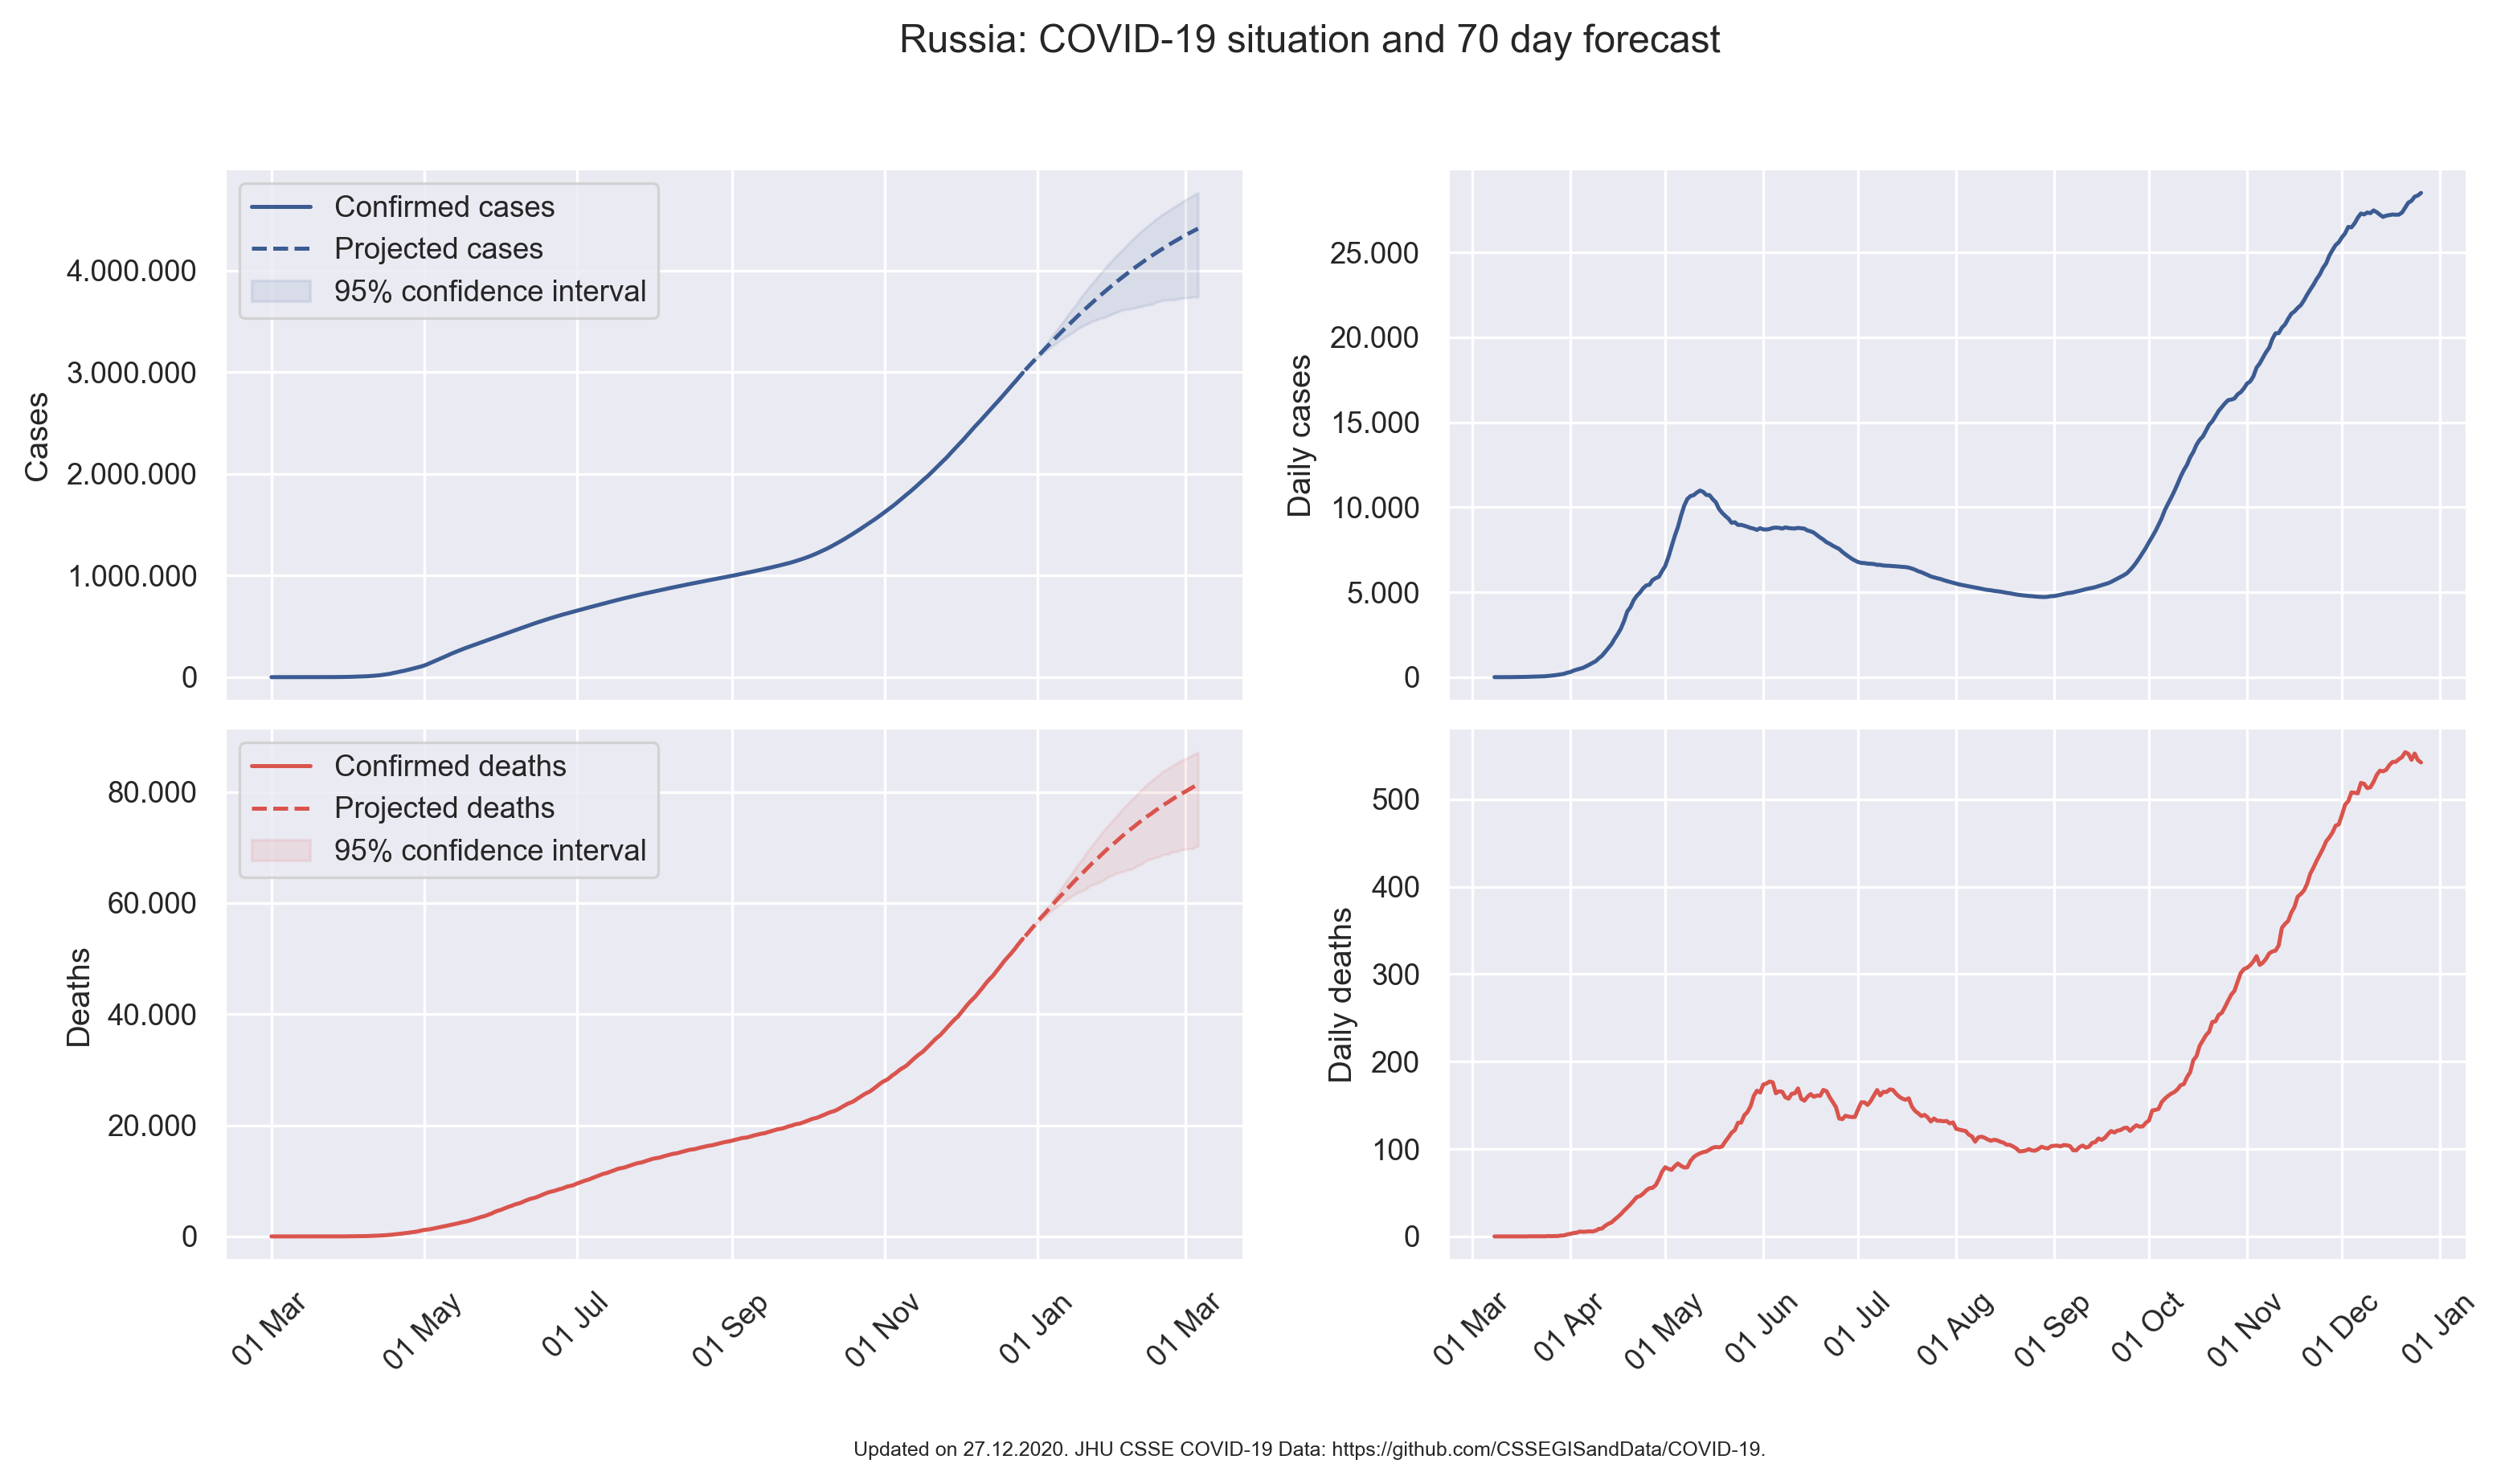 Russia: COVID-19 situation and 70 day forecast
Confirmed cases
Projected cases
95% confidence interval
4.000.000
3.000.000
2.000.000
1.000.000
0
Cases
25.000
20.000
15.000
10.000
5.000
0
Daily cases
Confirmed deaths
Projected deaths
95% confidence interval
80.000
60.000
40.000
20.000
0
Deaths
01 Mar
01 May
01 Jul
01 Sep
01 Nov
01 Jan
01 Mar
500
400
300
200
100
0
Daily deaths
01 Mar
01 Apr
01 May
01 Jun
01 Jul
01 Aug
01 Sep
01 Oct
01 Nov
01 Dec
01 Jan
Updated on 27.12.2020. JHU CSSE COVID-19 Data: https://github.com/CSSEGISandData/COVID-19.